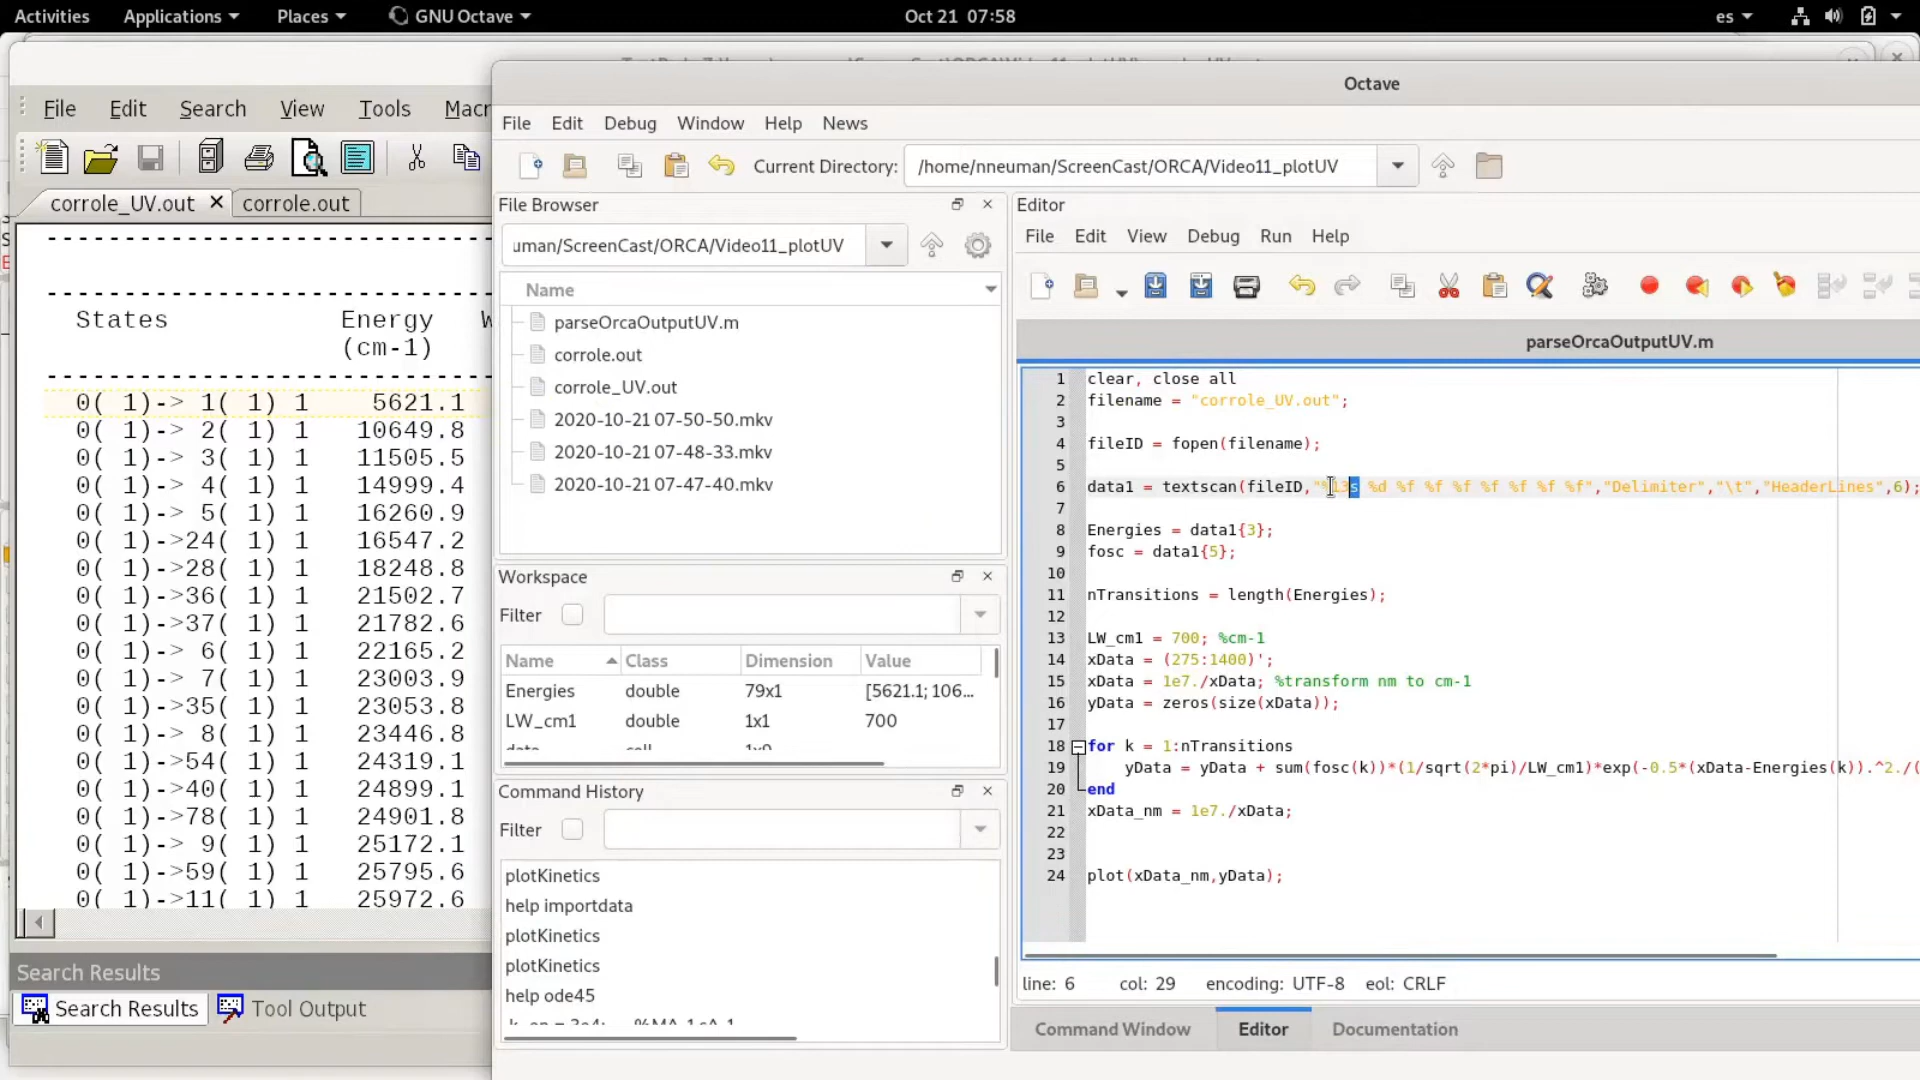 Activities Applications Places GNU Octave Oct 21 07:58 es
Octave
File Edit Search View Tools Macr
File Edit Debug Window Help News
Current Directory: /home/nneuman/ScreenCast/ORCA/Video11_plotUV
corrole_UV.out corrole.out
File Browser
uman/ScreenCast/ORCA/Video11_plotUV
Name
parseOrcaOutputUV.m
corrole.out
corrole_UV.out
2020-10-21 07-50-50.mkv
2020-10-21 07-48-33.mkv
2020-10-21 07-47-40.mkv
States Energy W
(cm-1)
0( 1)-> 1( 1) 1 5621.1
0( 1)-> 2( 1) 1 10649.8
0( 1)-> 3( 1) 1 11505.5
0( 1)-> 4( 1) 1 14999.4
0( 1)-> 5( 1) 1 16260.9
0( 1)->24( 1) 1 16547.2
0( 1)->28( 1) 1 18248.8
0( 1)->36( 1) 1 21502.7
0( 1)->37( 1) 1 21782.6
0( 1)-> 6( 1) 1 22165.2
0( 1)-> 7( 1) 1 23003.9
0( 1)->35( 1) 1 23053.8
0( 1)-> 8( 1) 1 23446.8
0( 1)->54( 1) 1 24319.1
0( 1)->40( 1) 1 24899.1
0( 1)->78( 1) 1 24901.8
0( 1)-> 9( 1) 1 25172.1
0( 1)->59( 1) 1 25795.6
0( 1)->11( 1) 1 25972.6
Search Results
Search Results Tool Output
Workspace
Filter
Name Class Dimension Value
Energies double 79x1 [5621.1; 106...
LW_cm1 double 1x1 700
Command History
Filter
plotKinetics
help importdata
plotKinetics
plotKinetics
help ode45
Editor
File Edit View Debug Run Help
parseOrcaOutputUV.m
1 clear, close all
2 filename = "corrole_UV.out";
3
4 fileID = fopen(filename);
5
6 data1 = textscan(fileID,"%13s %d %f %f %f %f %f %f %f","Delimiter","\t","HeaderLines",6);
7
8 Energies = data1{3};
9 fosc = data1{5};
10
11 nTransitions = length(Energies);
12
13 LW_cm1 = 700; %cm-1
14 xData = (275:1400)';
15 xData = 1e7./xData; %transform nm to cm-1
16 yData = zeros(size(xData));
17
18 for k = 1:nTransitions
19 yData = yData + sum(fosc(k))*(1/sqrt(2*pi)/LW_cm1)*exp(-0.5*(xData-Energies(k)).^2./(
20 end
21 xData_nm = 1e7./xData;
22
23
24 plot(xData_nm,yData);
line: 6 col: 29 encoding: UTF-8 eol: CRLF
Command Window Editor Documentation